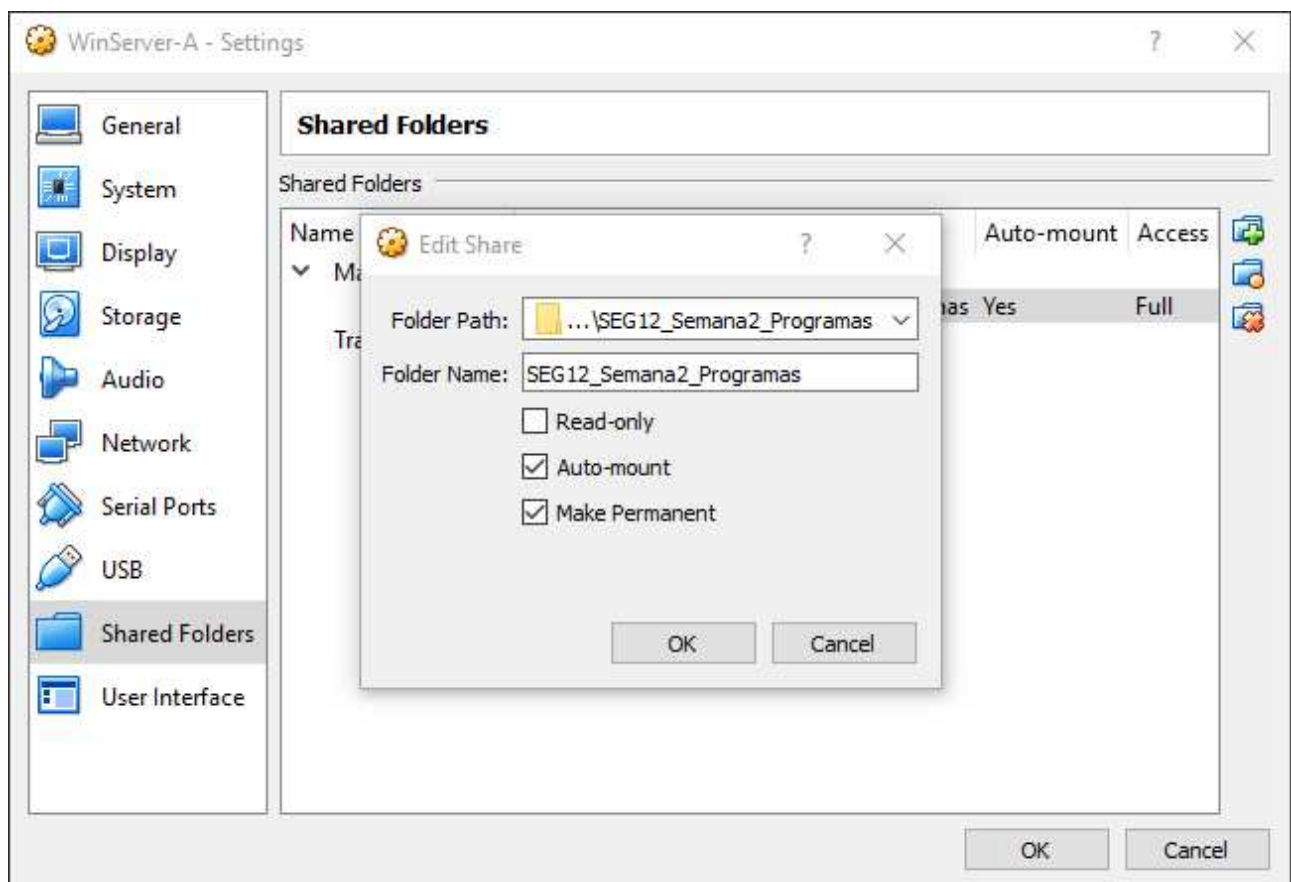 WinServer-A - Settings
?
General
System
Display
Storage
Audio
Network
Serial Ports
USB
Shared Folders
User Interface
Shared Folders
Shared Folders
Name Auto-mount Access
Yes Full
Edit Share
?
Folder Path: ...\SEG12_Semana2_Programas
Folder Name: SEG12_Semana2_Programas
Read-only
Auto-mount
Make Permanent
OK Cancel
OK Cancel